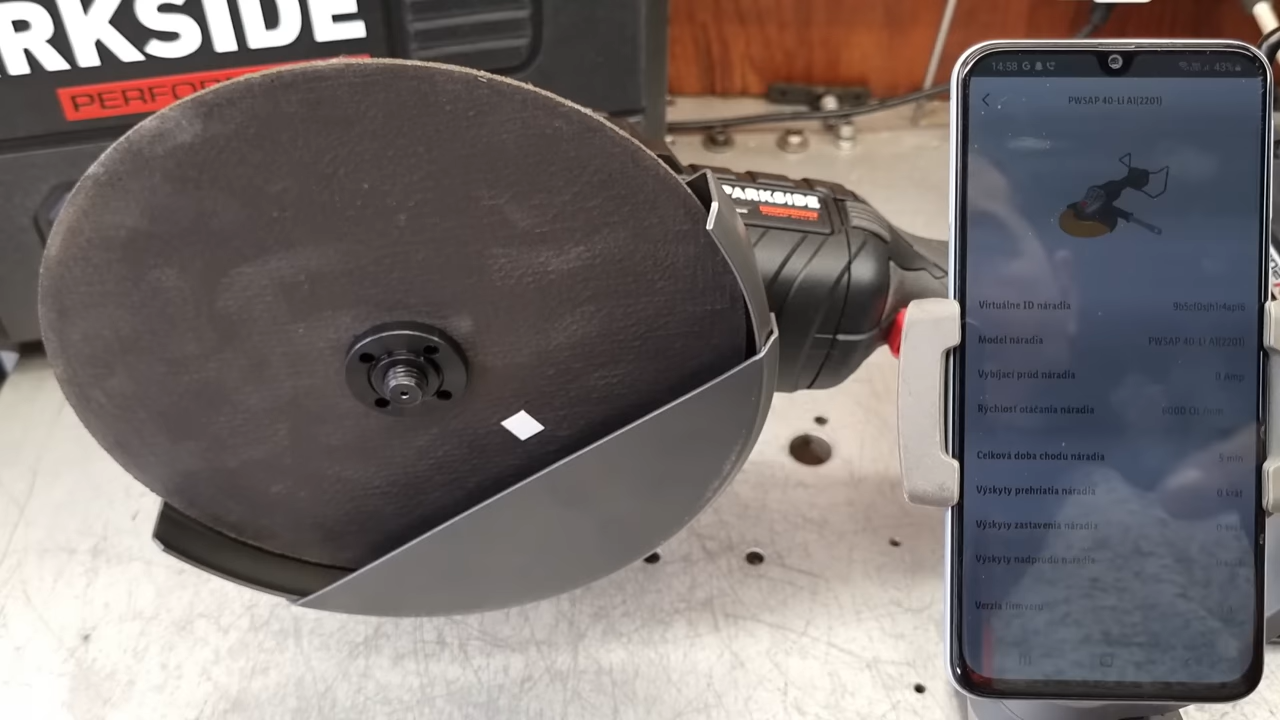 RKSIDE
PERFO
PARKSIDE
14:58
43%
PWSAP 40-Li A1(2201)
Virtuálne ID náradia
Model náradia
PWSAP 40-Li A1(2201)
Vybíjací prúd náradia
0 Amp
Rýchlosť otáčania náradia
Celková doba chodu náradia
5 min
Výskyty prehriatia náradia
0 krát
Výskyty zastavenia náradia
Výskyty nadprúdu náradia
Verzia firmvéru